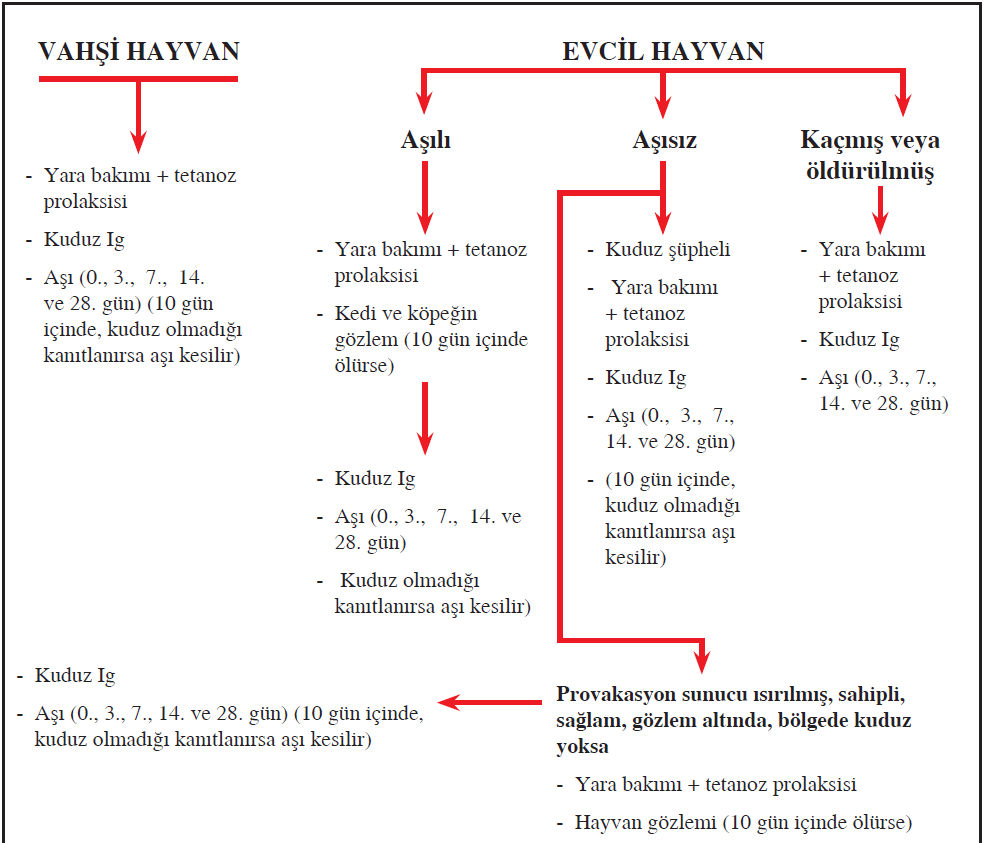 VAHŞİ HAYVAN
- Yara bakımı + tetanoz
prolaksisi
- Kuduz Ig
- Aşı (0., 3., 7., 14.
ve 28. gün) (10 gün
içinde, kuduz olmadığı
kanıtlanırsa aşı kesilir)
EVCİL HAYVAN
Aşılı
- Yara bakımı + tetanoz
prolaksisi
- Kedi ve köpeğin
gözlem (10 gün içinde
ölürse)
- Kuduz Ig
- Aşı (0., 3., 7., 14. ve
28. gün)
- Kuduz olmadığı
kanıtlanırsa aşı kesilir)
Aşısız
- Kuduz şüpheli
- Yara bakımı
+ tetanoz
prolaksisi
- Kuduz Ig
- Aşı (0., 3., 7.,
14. ve 28. gün)
- (10 gün içinde,
kuduz olmadığı
kanıtlanırsa aşı
kesilir)
Kaçmış veya
öldürülmüş
- Yara bakımı
+ tetanoz
prolaksisi
- Kuduz Ig
- Aşı (0., 3., 7.,
14. ve 28. gün)
Provakasyon sunucu ısırılmış, sahipli,
sağlam, gözlem altında, bölgede kuduz
yoksa
- Yara bakımı + tetanoz prolaksisi
- Hayvan gözlemi (10 gün içinde ölürse)
- Kuduz Ig
- Aşı (0., 3., 7., 14. ve 28. gün) (10 gün içinde,
kuduz olmadığı kanıtlanırsa aşı kesilir)